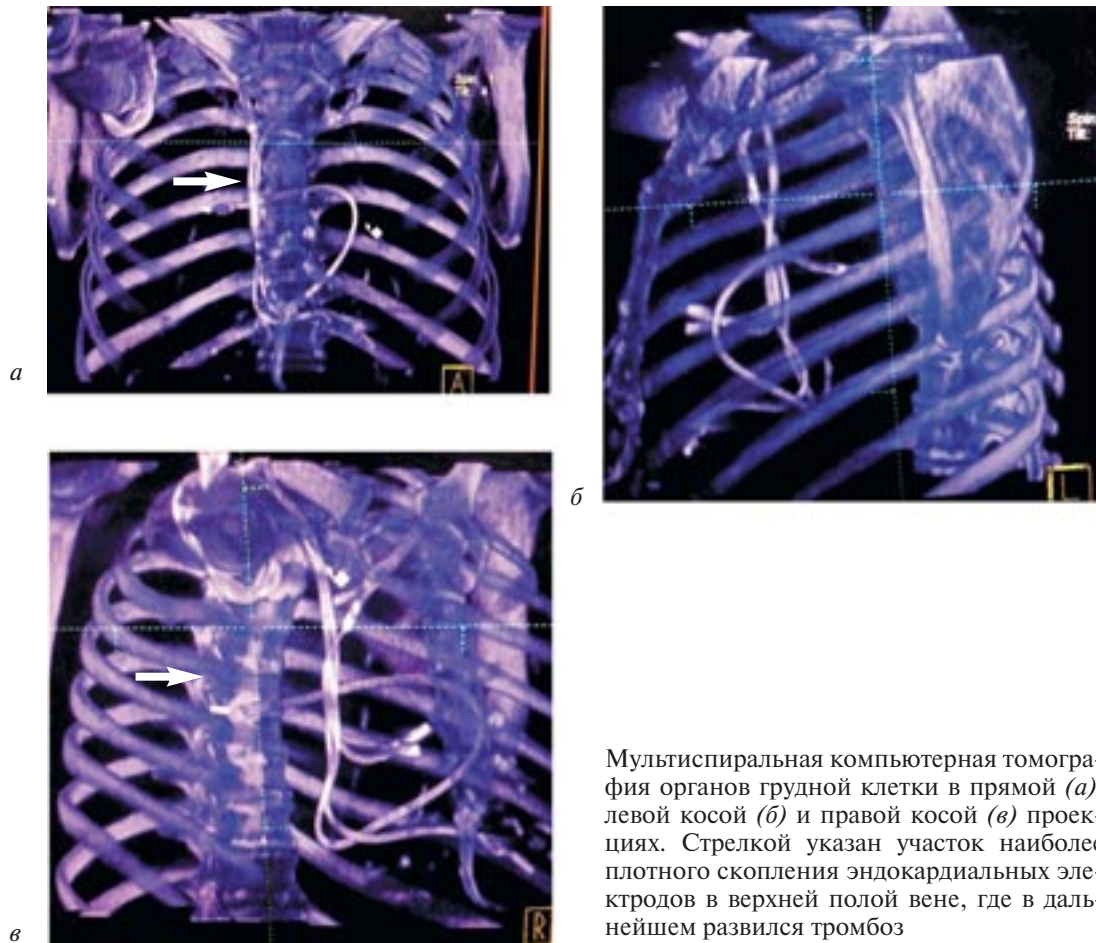 а
A
б
L
в
R
Мультиспиральная компьютерная томогра-
фия органов грудной клетки в прямой (а)
левой косой (б) и правой косой (в) проек-
циях. Стрелкой указан участок наиболее
плотного скопления эндокардиальных эле-
ктродов в верхней полой вене, где в даль-
нейшем развился тромбоз